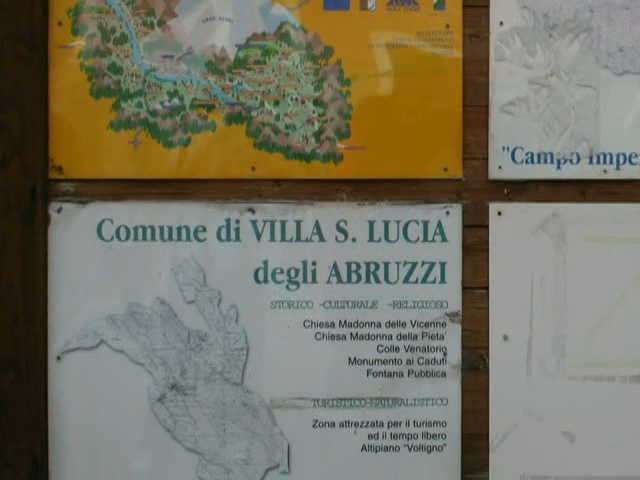 "Campo Impe
Comune di VILLA S. LUCIA
degli ABRUZZI
STORICO -CULTURALE -RELIGIOSO
Chiesa Madonna delle Vicenne
Chiesa Madonna della Pieta'
Colle Venatorio
Monumento ai Caduti
Fontana Pubblica
TURISTICO-NATURALISTICO
Zona attrezzata per il turismo
ed il tempo libero
Altipiano "Voltigno"